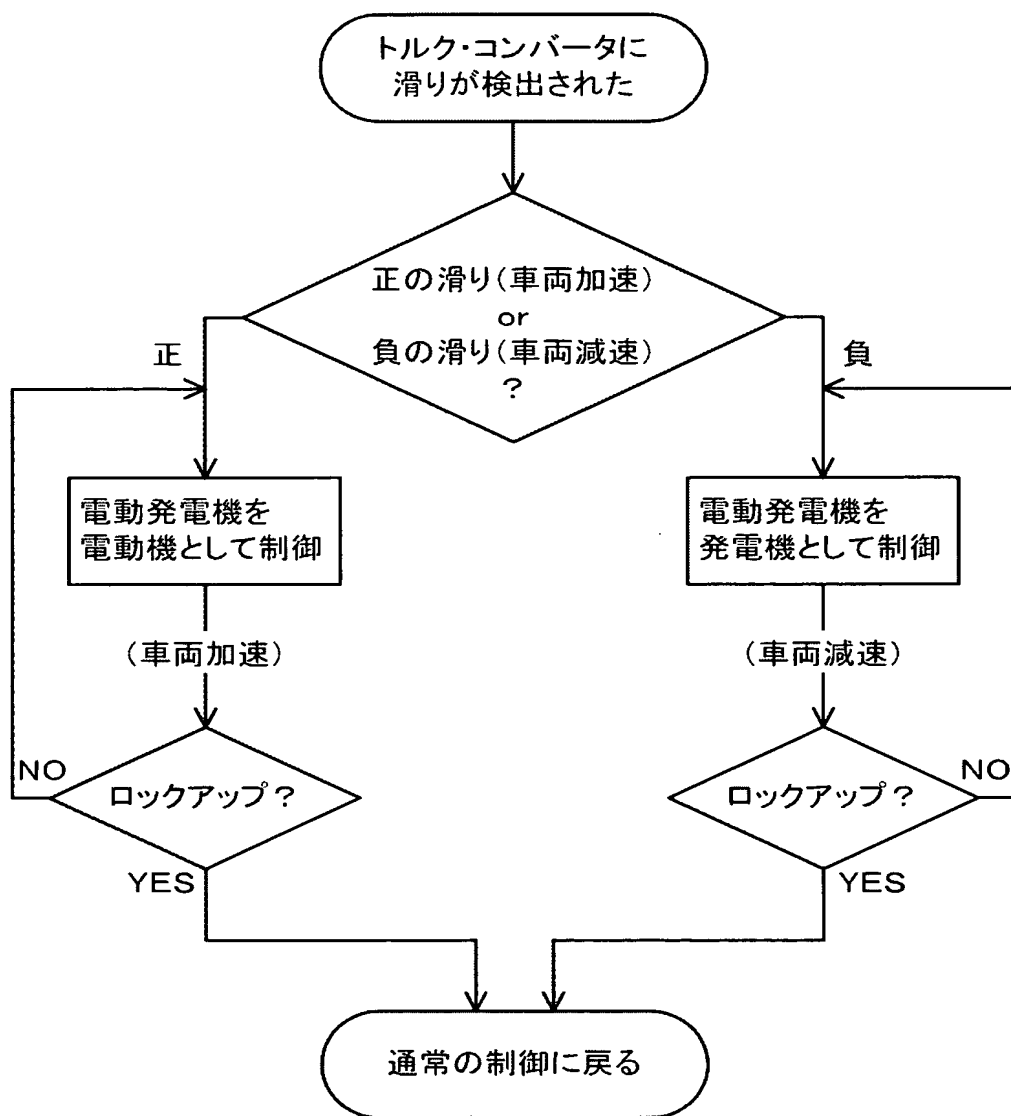 トルク・コンバータに
滑りが検出された
正の滑り(車両加速)
or
負の滑り(車両減速)
?
正
負
電動発電機を
電動機として制御
電動発電機を
発電機として制御
(車両加速)
(車両減速)
NO
ロックアップ?
ロックアップ?
NO
YES
YES
通常の制御に戻る